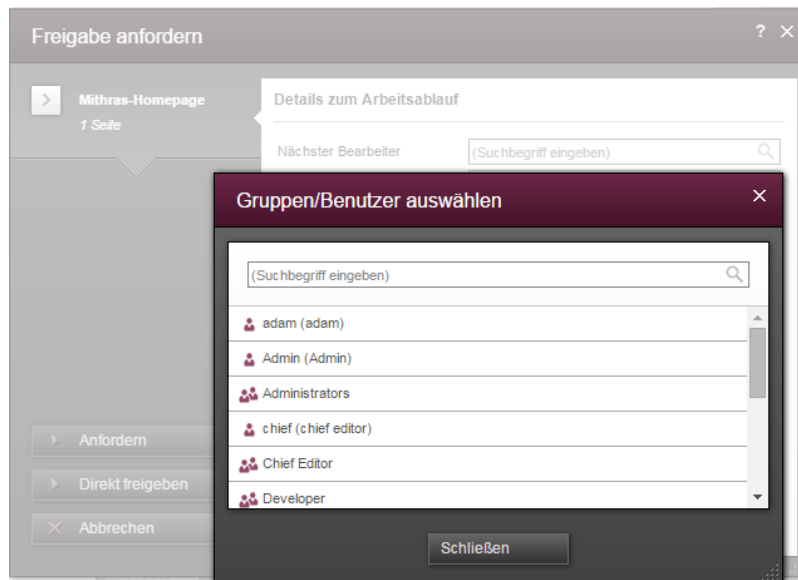 Freigabe anfordern
?
Mithras-Homepage
1 Seite
Details zum Arbeitsablauf
Nächster Bearbeiter
(Suchbegriff eingeben)
Gruppen/Benutzer auswählen
(Suchbegriff eingeben)
adam (adam)
Admin (Admin)
Administrators
chief (chief editor)
Chief Editor
Developer
Anfordern
Direkt freigeben
Abbrechen
Schließen